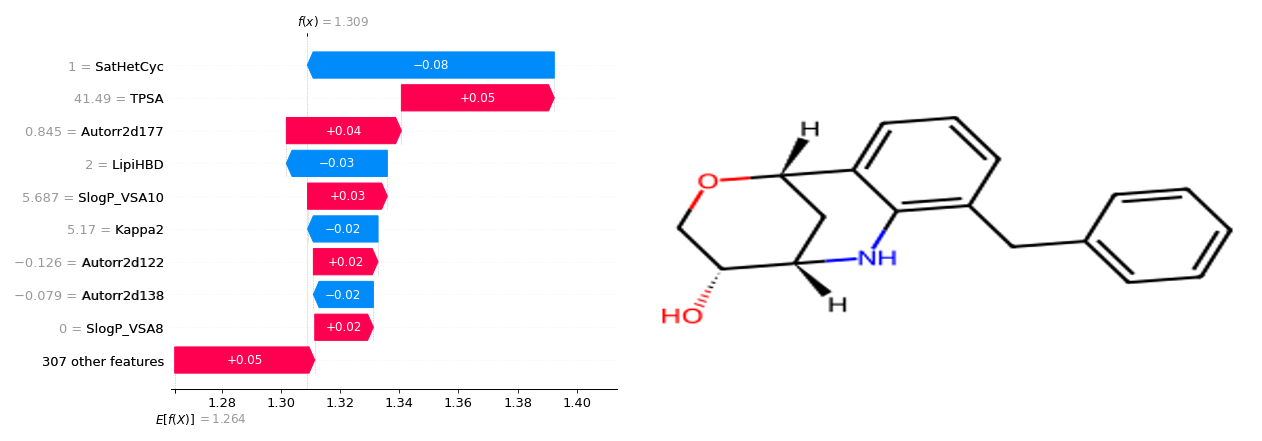 f(x) = 1.309
1 = SatHetCyc
−0.08
41.49 = TPSA
+0.05
0.845 = Autorr2d177
+0.04
2 = LipiHBD
−0.03
5.687 = SlogP_VSA10
+0.03
5.17 = Kappa2
−0.02
−0.126 = Autorr2d122
+0.02
−0.079 = Autorr2d138
−0.02
0 = SlogP_VSA8
+0.02
307 other features
+0.05
1.28 1.30 1.32 1.34 1.36 1.38 1.40
E[f(X)] = 1.264
H
O
NH
H
HO